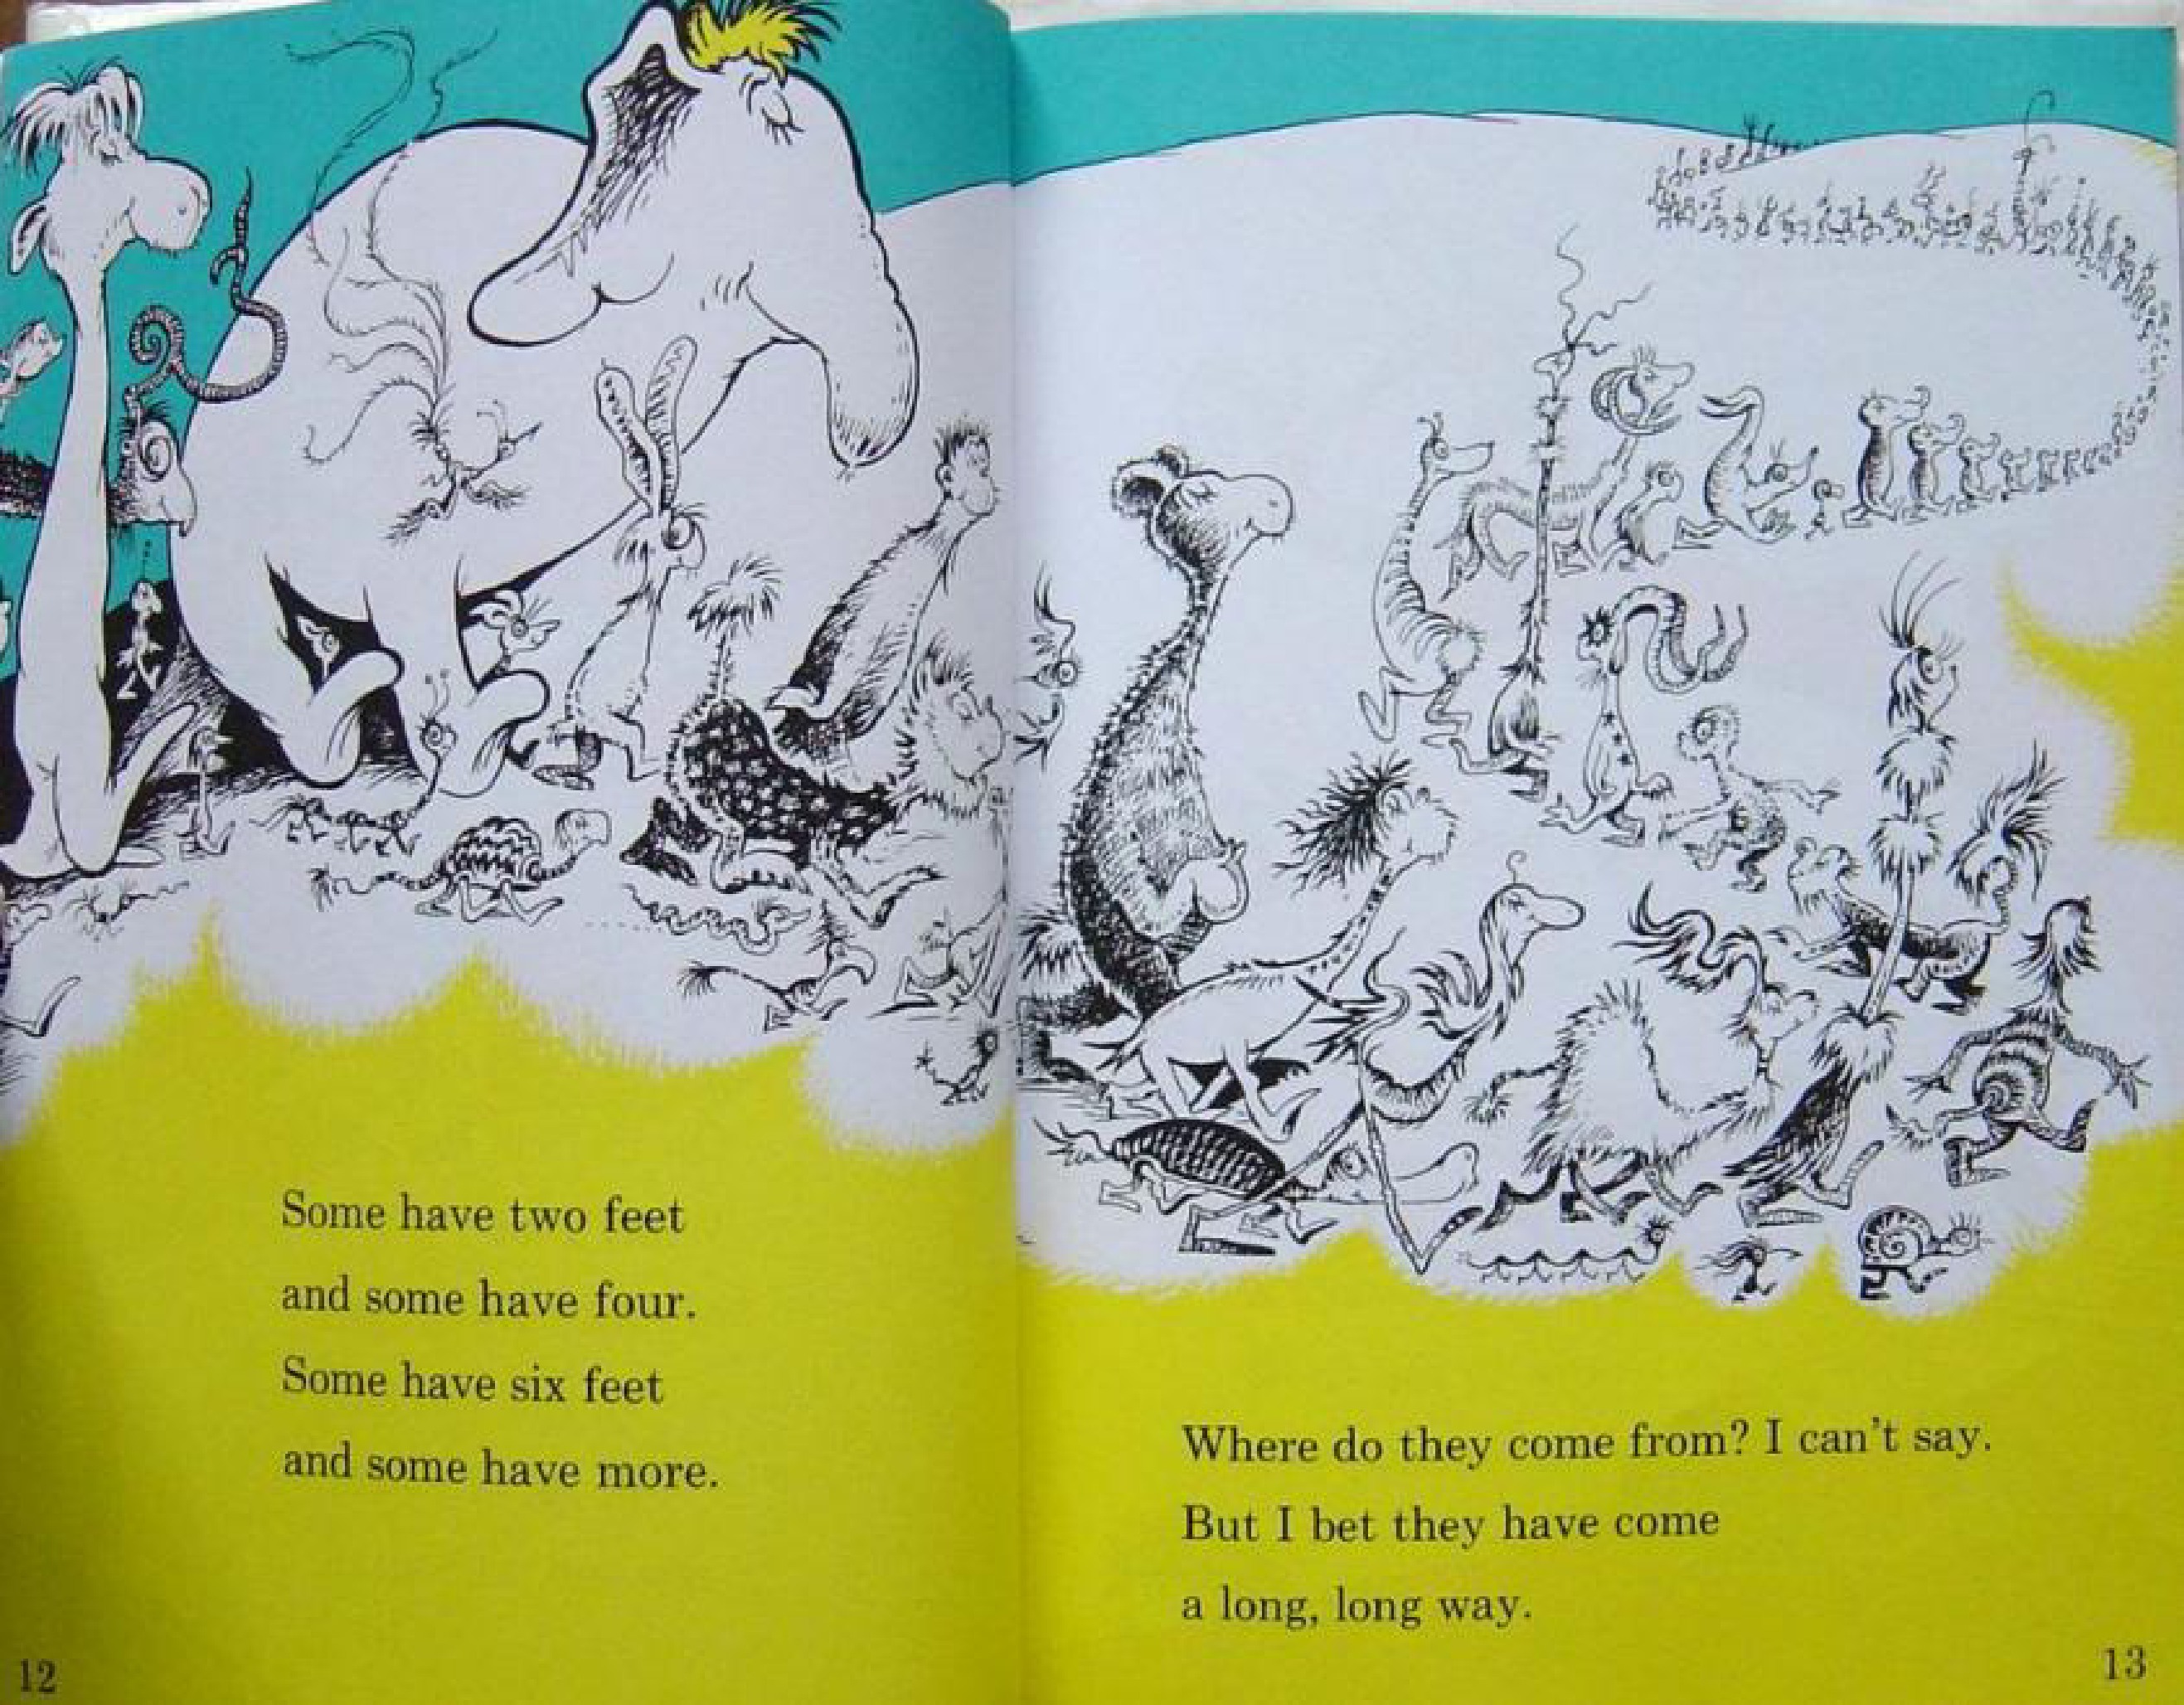 Some have two feet
and some have four.
Some have six feet
and some have more.
12
Where do they come from? I can't say.
But I bet they have come
a long, long way.
13